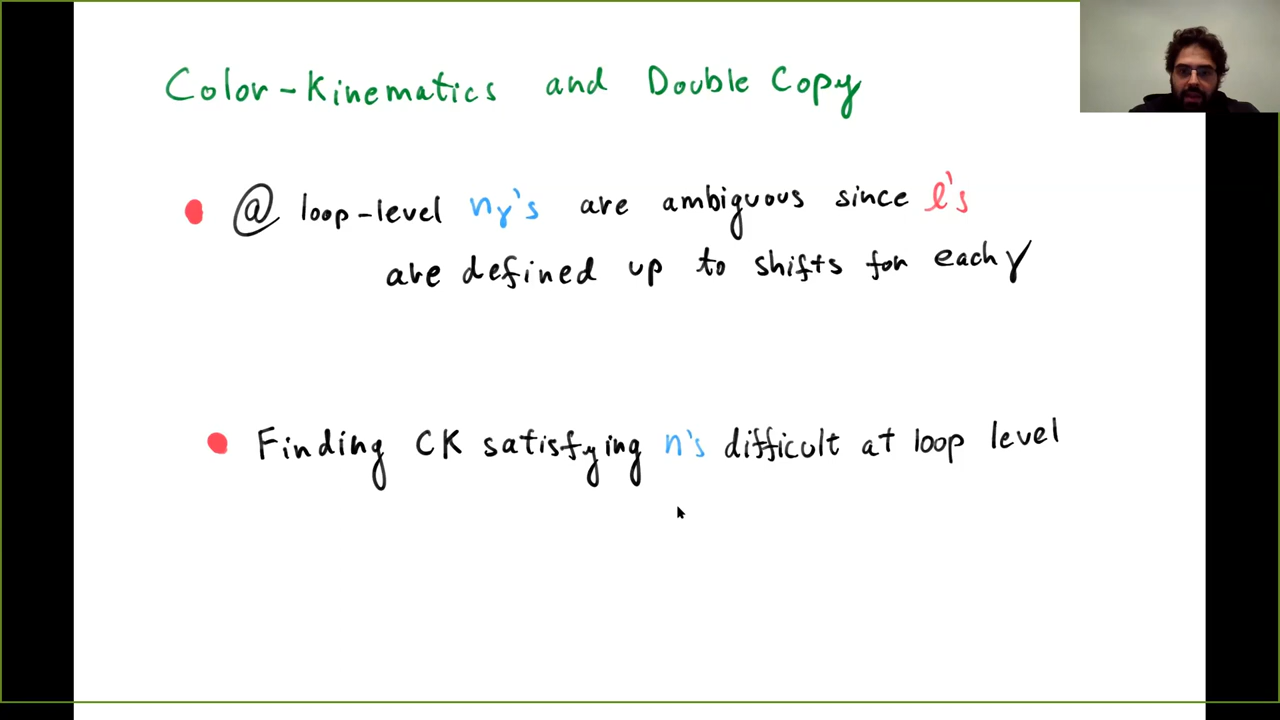 Color-Kinematics and Double Copy
@ loop-level nγ's are ambiguous since l's
are defined up to shifts for each γ
Finding CK satisfying n's difficult at loop level